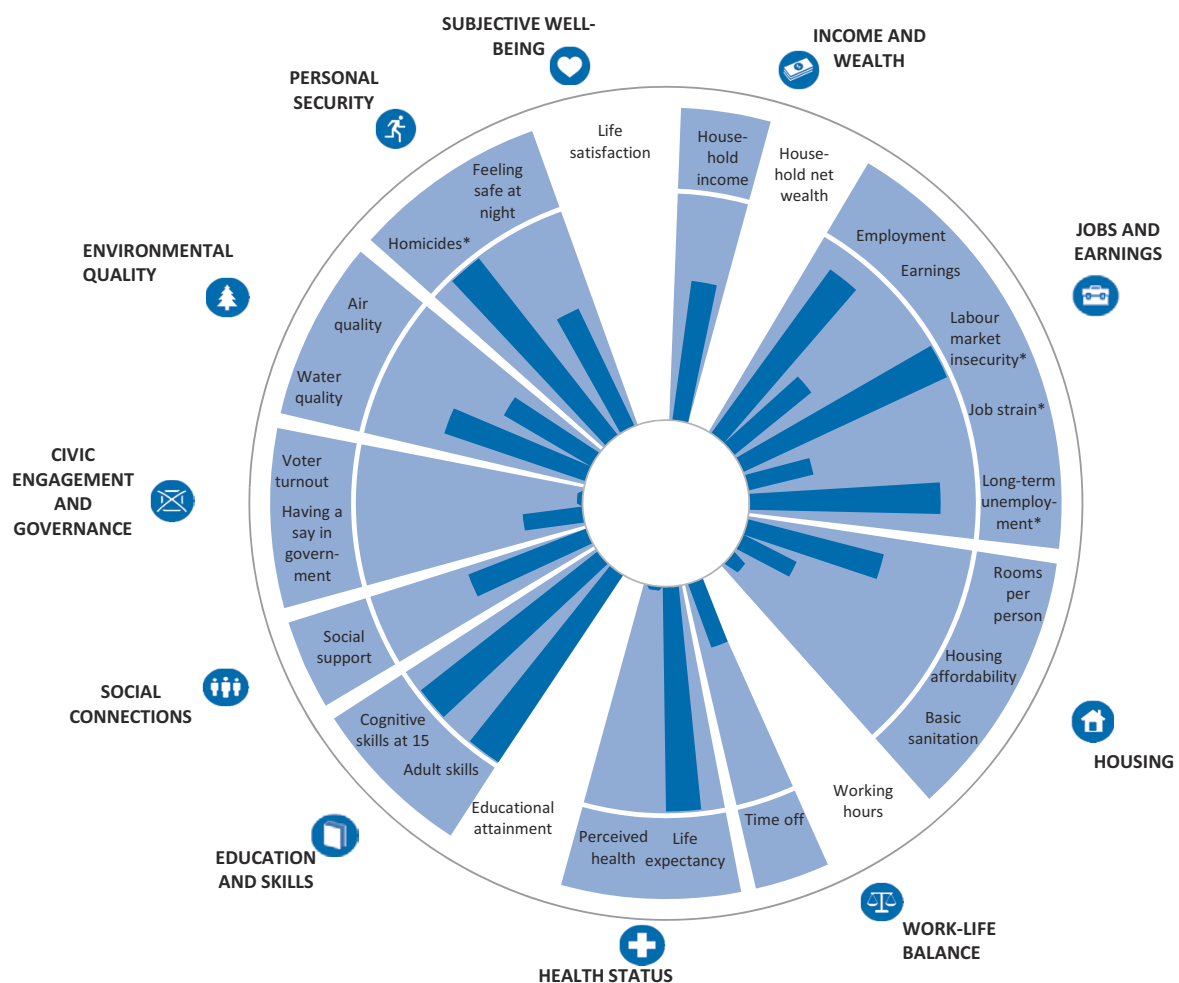 SUBJECTIVE WELL-
BEING
INCOME AND
WEALTH
PERSONAL
SECURITY
JOBS AND
EARNINGS
ENVIRONMENTAL
QUALITY
CIVIC
ENGAGEMENT
AND
GOVERNANCE
SOCIAL
CONNECTIONS
HOUSING
EDUCATION
AND SKILLS
WORK-LIFE
BALANCE
HEALTH STATUS
Life
satisfaction
House-
hold
income
House-
hold net
wealth
Employment
Earnings
Labour
market
insecurity*
Job strain*
Long-term
unemploy-
ment*
Rooms
per
person
Housing
affordability
Basic
sanitation
Working
hours
Time off
Life
expectancy
Perceived
health
Educational
attainment
Adult skills
Cognitive
skills at 15
Social
support
Having a
say in
govern-
ment
Voter
turnout
Water
quality
Air
quality
Homicides*
Feeling
safe at
night